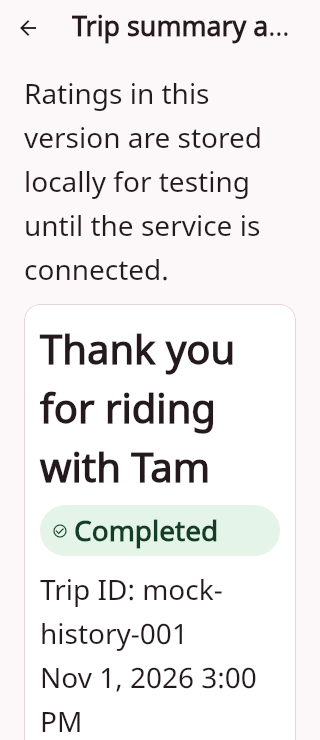 Trip summary a...
Ratings in this
version are stored
locally for testing
until the service is
connected.
Thank you
for riding
with Tam
Completed
Trip ID: mock-
history-001
Nov 1, 2026 3:00
PM